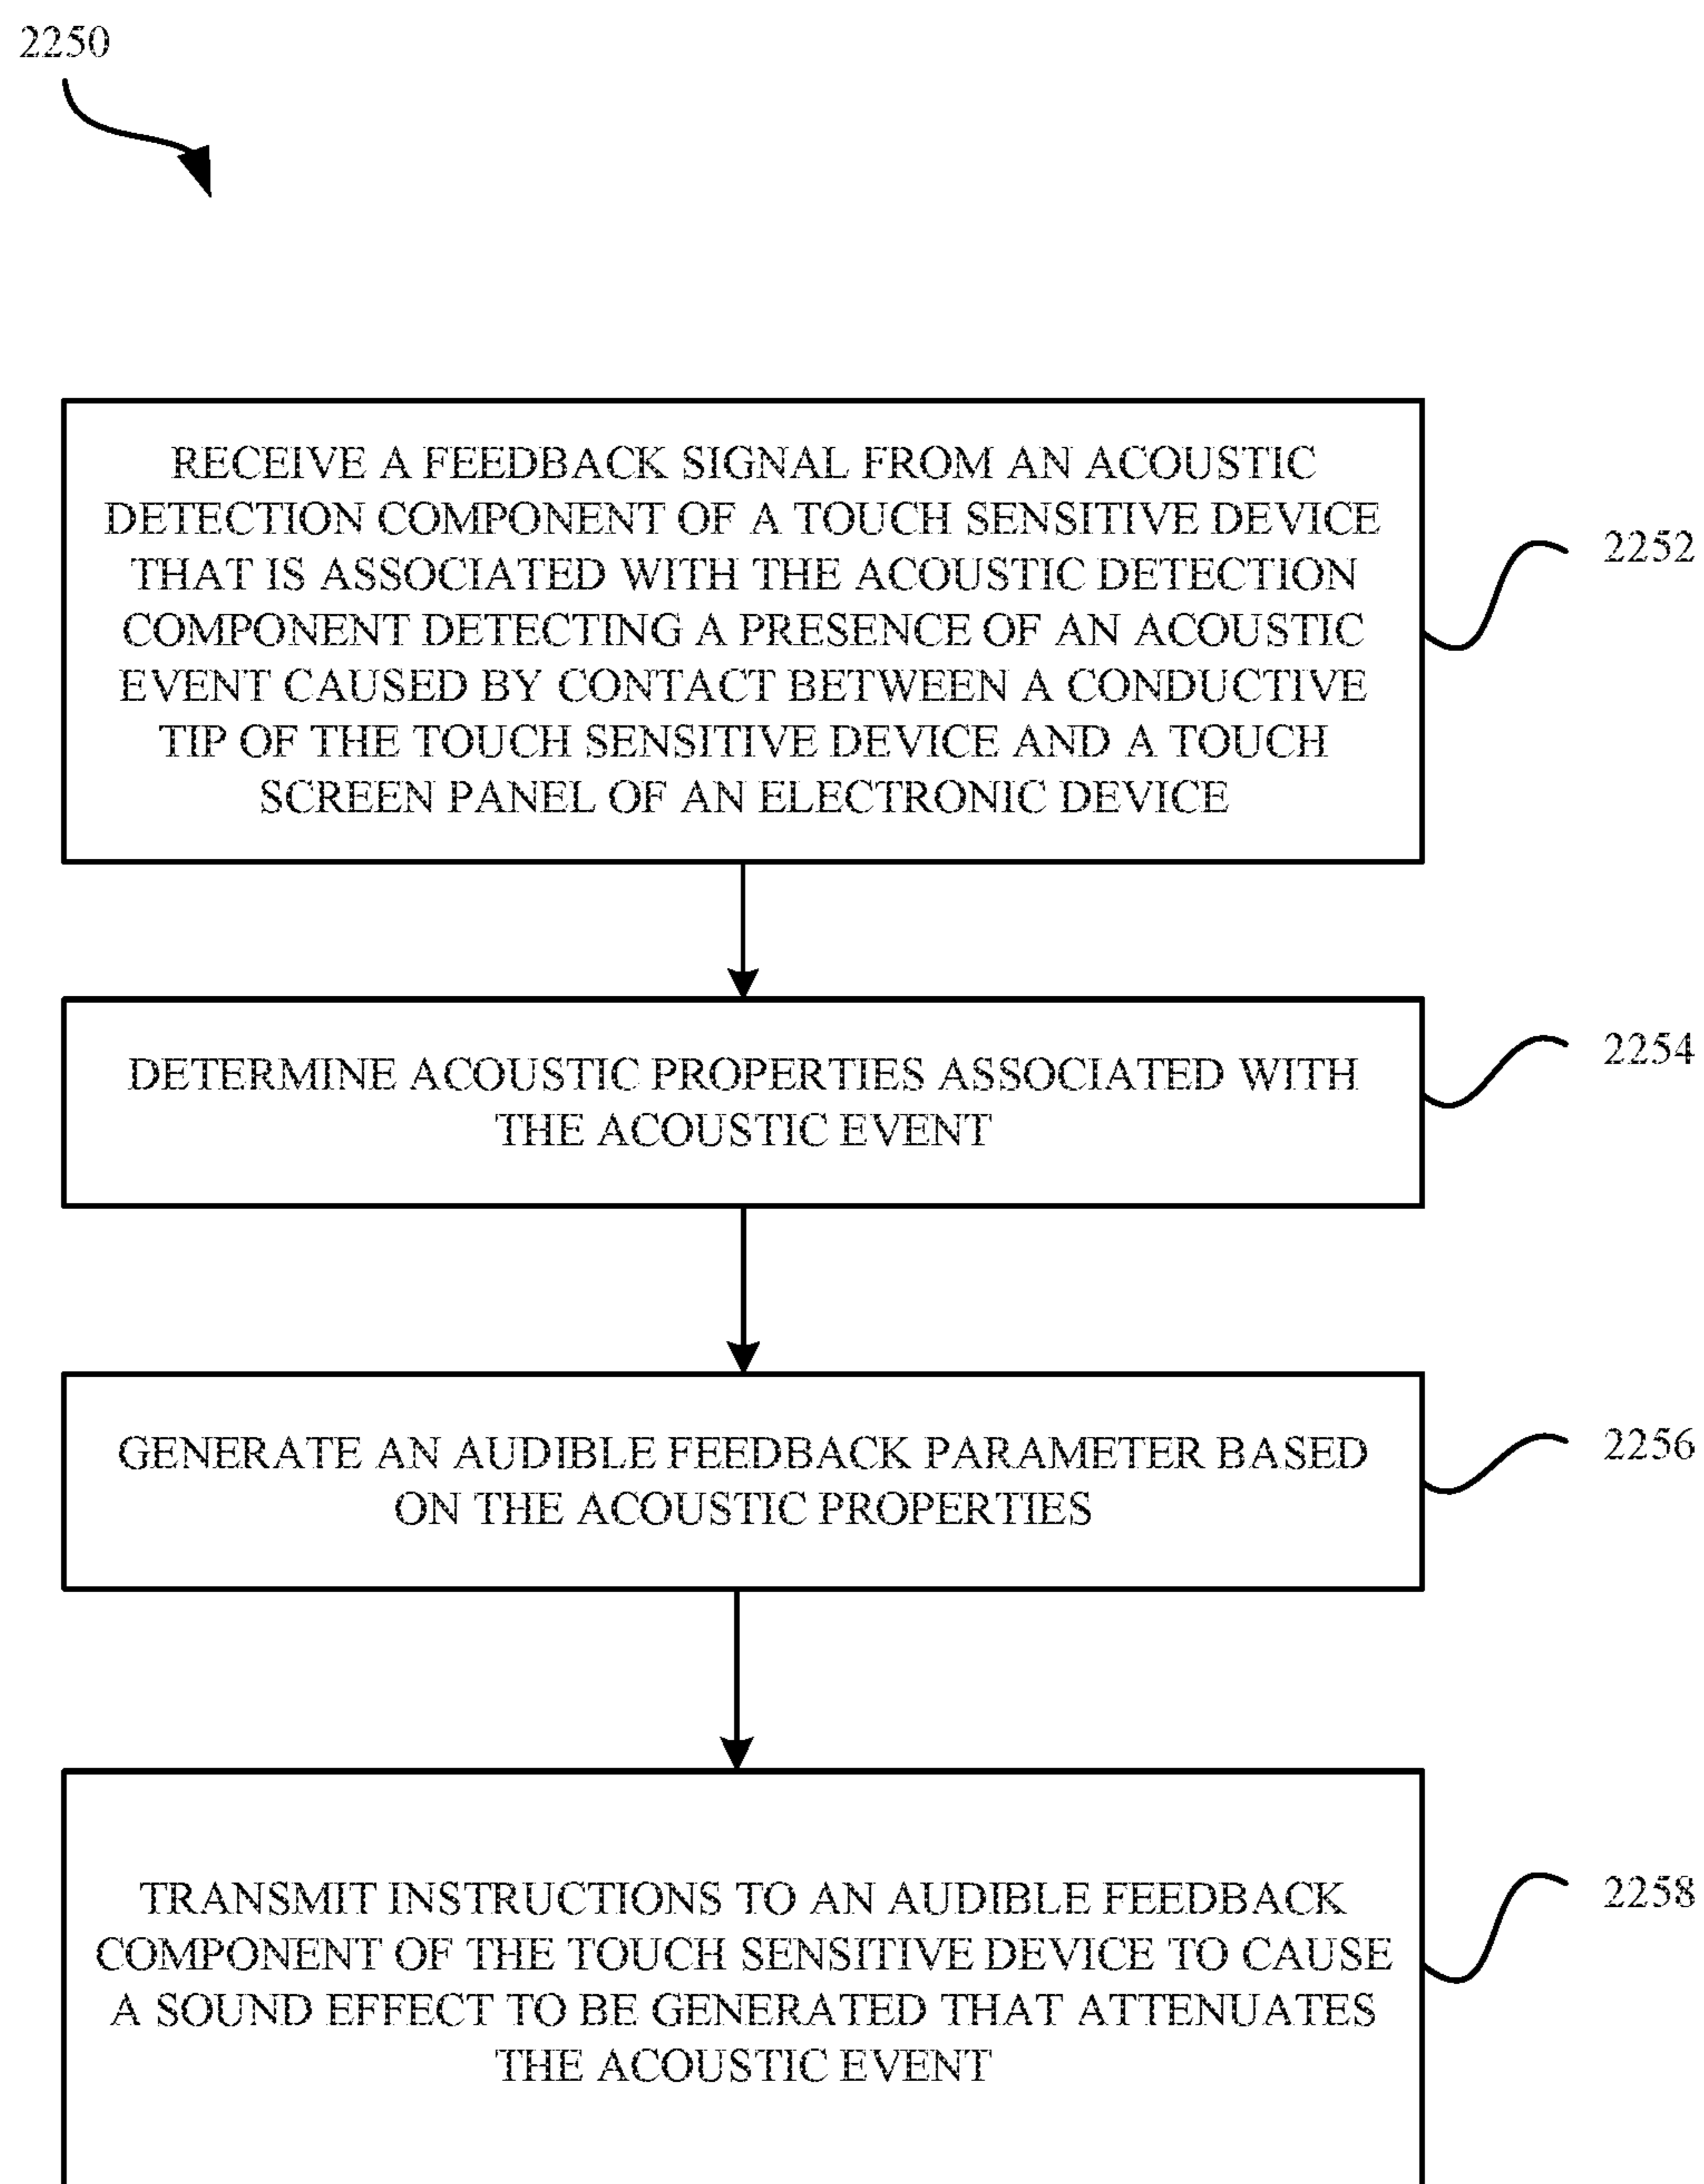 2250
RECEIVE A FEEDBACK SIGNAL FROM AN ACOUSTIC
DETECTION COMPONENT OF A TOUCH SENSITIVE DEVICE
THAT IS ASSOCIATED WITH THE ACOUSTIC DETECTION
COMPONENT DETECTING A PRESENCE OF AN ACOUSTIC
EVENT CAUSED BY CONTACT BETWEEN A CONDUCTIVE
TIP OF THE TOUCH SENSITIVE DEVICE AND A TOUCH
SCREEN PANEL OF AN ELECTRONIC DEVICE
2252
DETERMINE ACOUSTIC PROPERTIES ASSOCIATED WITH
THE ACOUSTIC EVENT
2254
GENERATE AN AUDIBLE FEEDBACK PARAMETER BASED
ON THE ACOUSTIC PROPERTIES
2256
TRANSMIT INSTRUCTIONS TO AN AUDIBLE FEEDBACK
COMPONENT OF THE TOUCH SENSITIVE DEVICE TO CAUSE
A SOUND EFFECT TO BE GENERATED THAT ATTENUATES
THE ACOUSTIC EVENT
2258